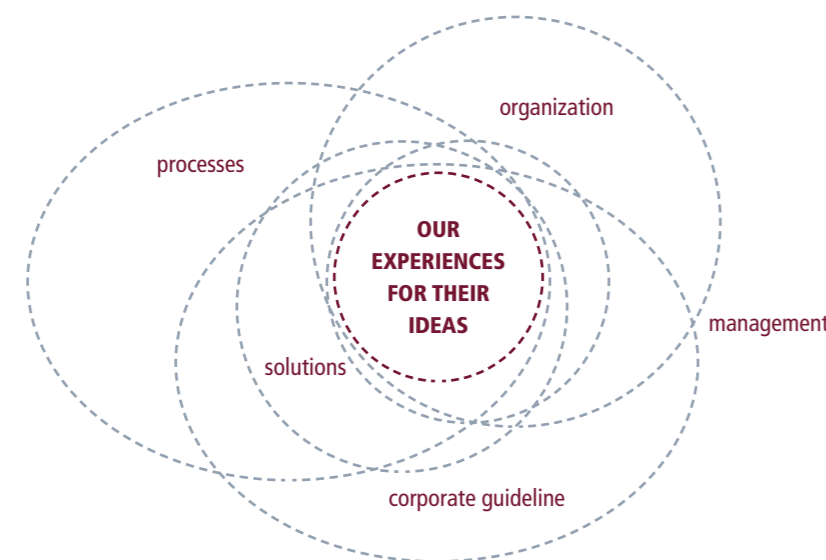 organization
processes
OUR
EXPERIENCES
FOR THEIR
IDEAS
management
solutions
corporate guideline